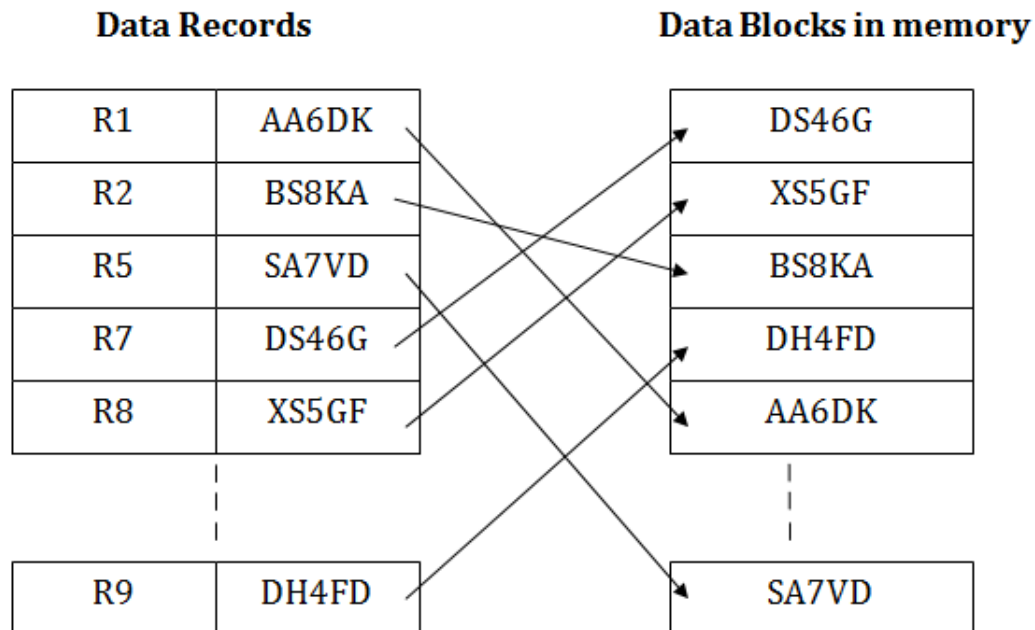 Data Records Data Blocks in memory
R1 AA6DK DS46G
R2 BS8KA XS5GF
R5 SA7VD BS8KA
R7 DS46G DH4FD
R8 XS5GF AA6DK
R9 DH4FD SA7VD